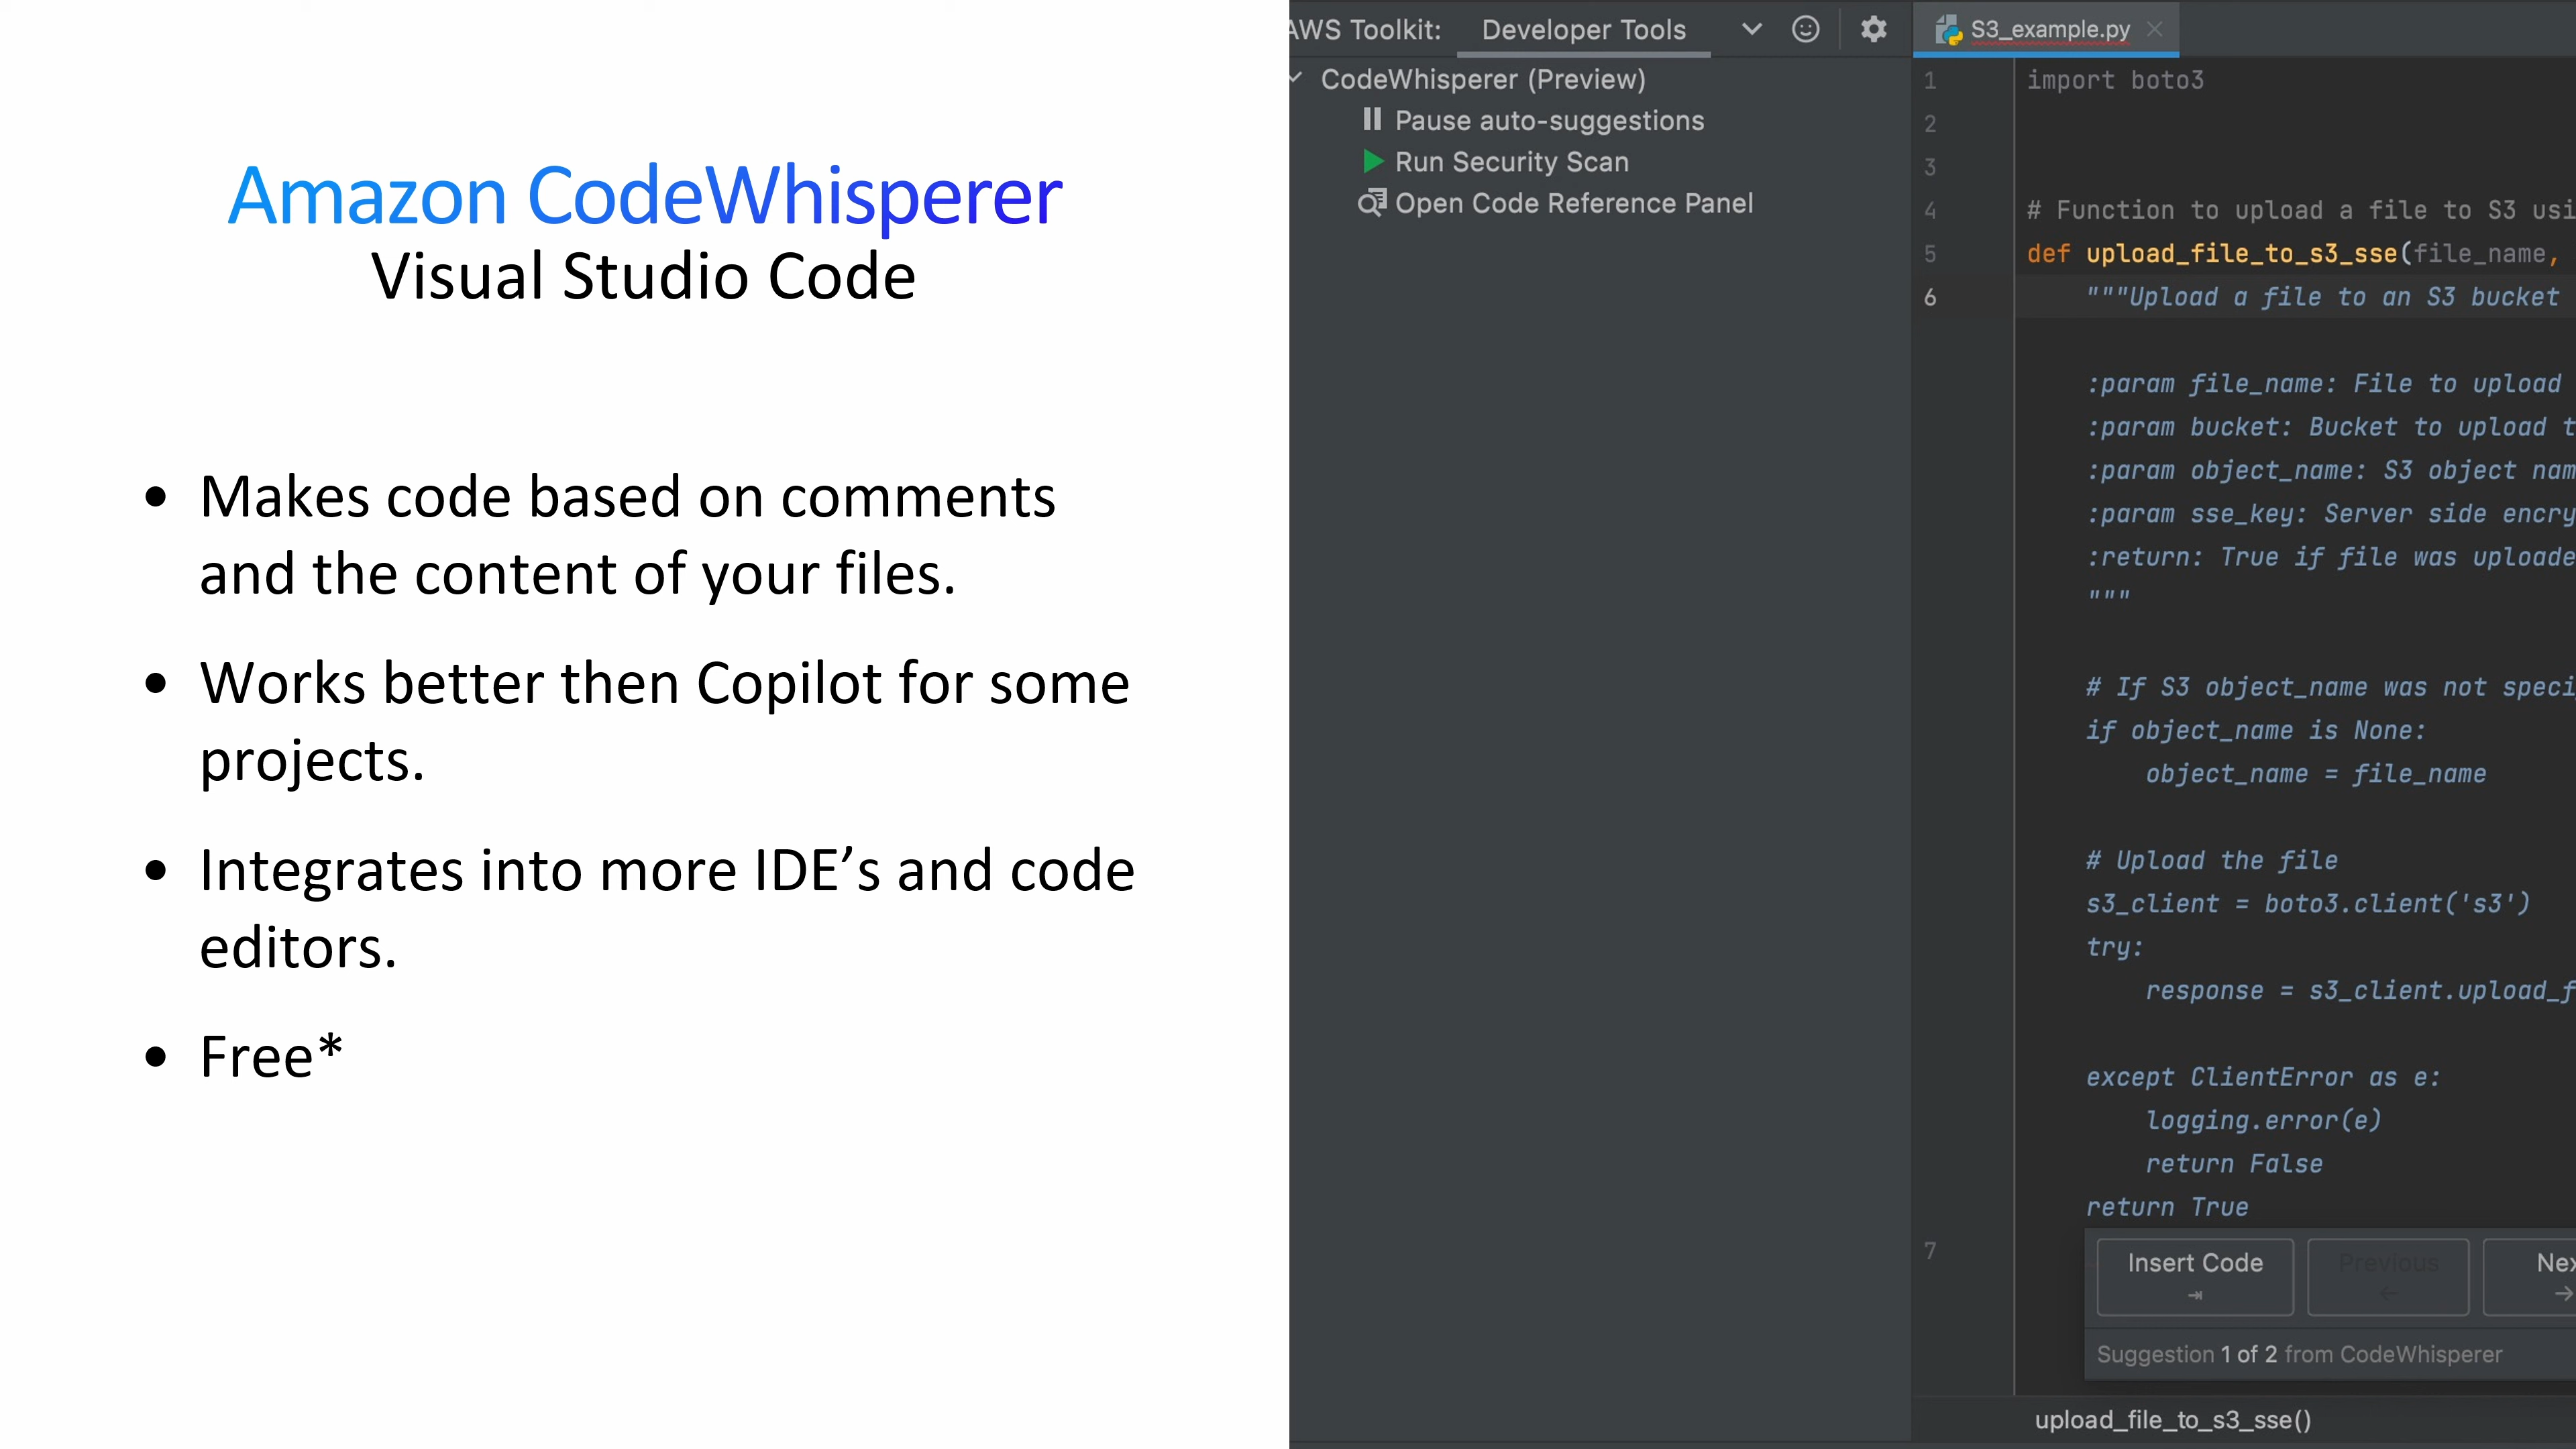 Amazon CodeWhisperer
Visual Studio Code
• Makes code based on comments
and the content of your files.
• Works better then Copilot for some
projects.
• Integrates into more IDE’s and code
editors.
• Free*
AWS Toolkit: Developer Tools
CodeWhisperer (Preview)
Pause auto-suggestions
Run Security Scan
Open Code Reference Panel
S3_example.py
1 import boto3
2
3
4 # Function to upload a file to S3 usi
5 def upload_file_to_s3_sse(file_name,
6 """Upload a file to an S3 bucket
:param file_name: File to upload
:param bucket: Bucket to upload t
:param object_name: S3 object nam
:param sse_key: Server side encry
:return: True if file was uploade
"""
# If S3 object_name was not speci
if object_name is None:
object_name = file_name
# Upload the file
s3_client = boto3.client('s3')
try:
response = s3_client.upload_f
except ClientError as e:
logging.error(e)
return False
return True
7
Insert Code Previous Nex
Suggestion 1 of 2 from CodeWhisperer
upload_file_to_s3_sse()